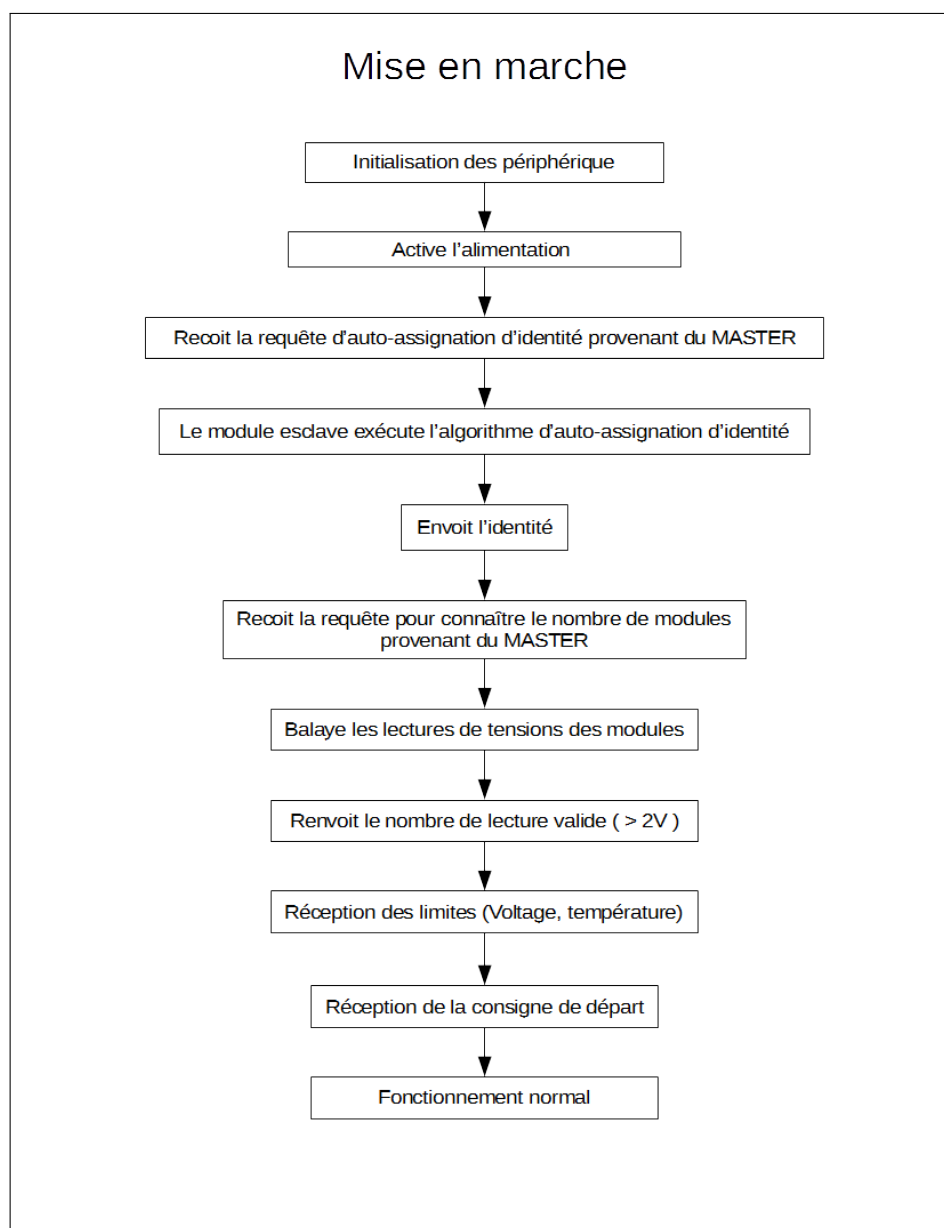 Mise en marche
Initialisation des périphérique
Active l'alimentation
Recoit la requête d'auto-assignation d'identité provenant du MASTER
Le module esclave exécute l'algorithme d'auto-assignation d'identité
Envoit l'identité
Recoit la requête pour connaître le nombre de modules
provenant du MASTER
Balaye les lectures de tensions des modules
Renvoit le nombre de lecture valide ( > 2V )
Réception des limites (Voltage, température)
Réception de la consigne de départ
Fonctionnement normal